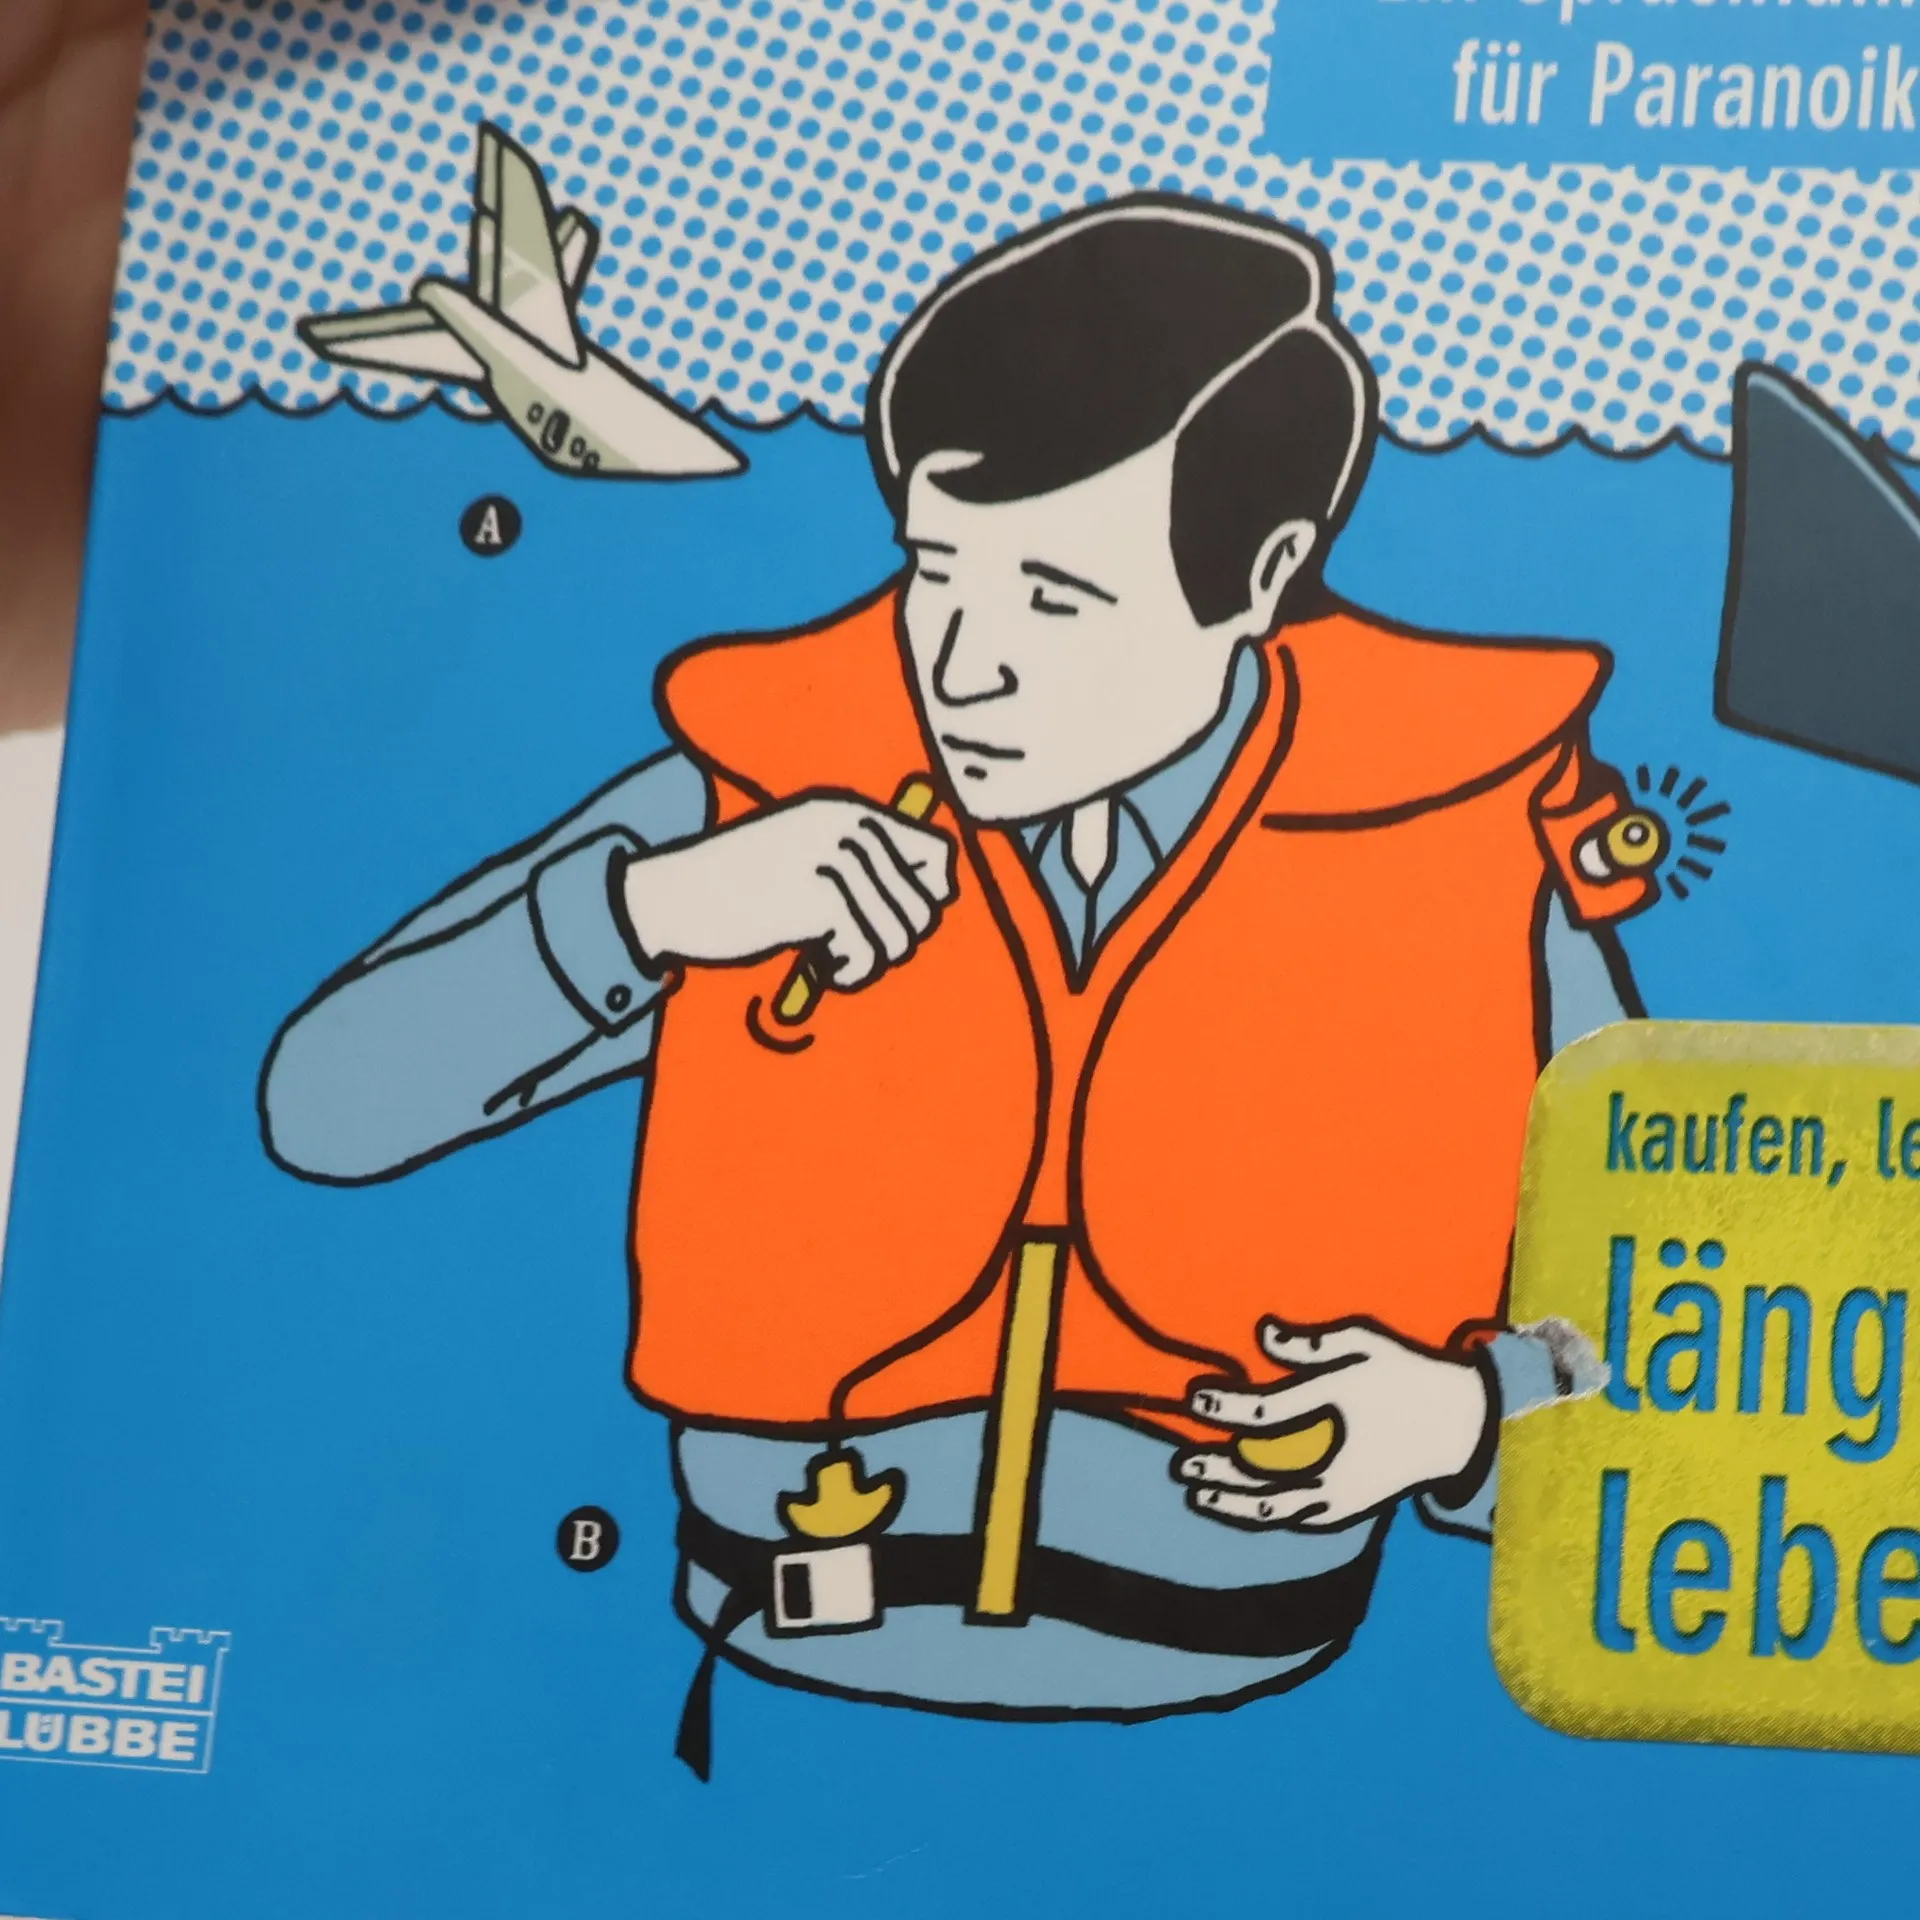 für Paranoik
A
kaufen, le
läng
lebe
B
BASTEI
LÜBBE